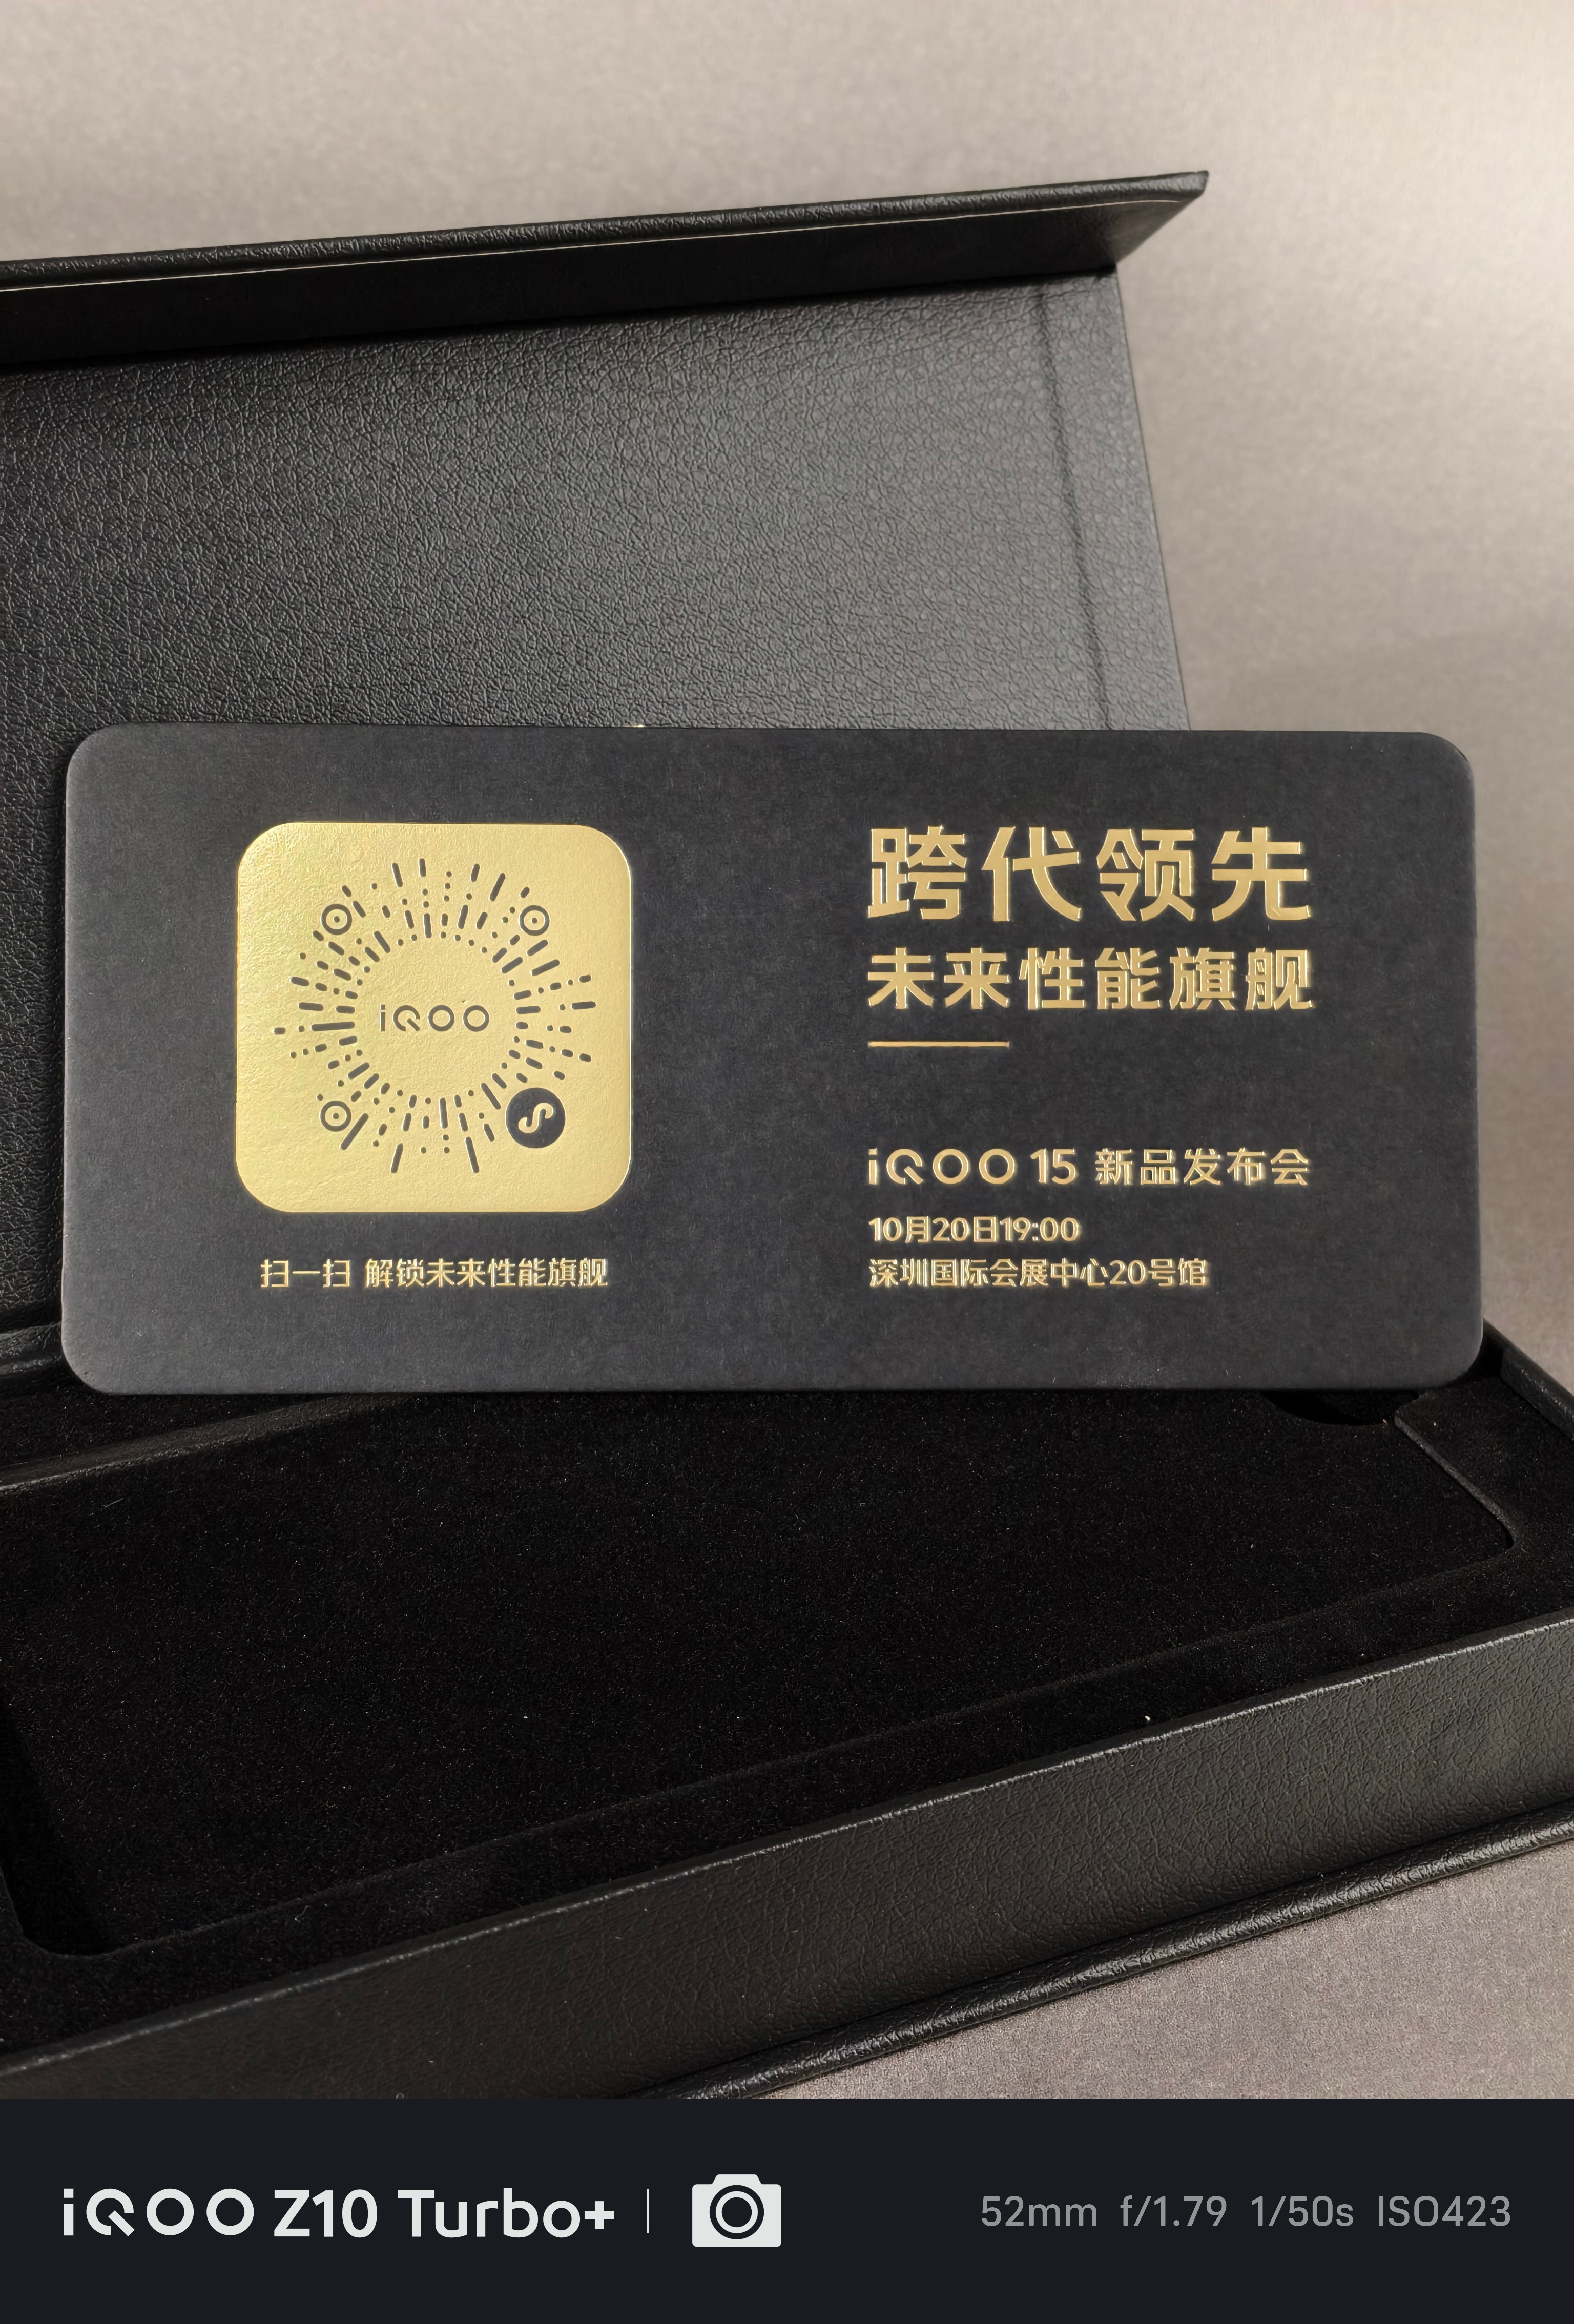 iQOO
扫一扫 解锁未来性能旗舰
跨代领先
未来性能旗舰
iQOO 15 新品发布会
10月20日19:00
深圳国际会展中心20号馆
iQOO Z10 Turbo+
52mm f/1.79 1/50s ISO423